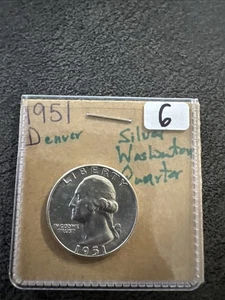 1951
6
Denver
Silver
Washington
Quarter
LIBERTY
IN GOD WE
TRUST
1951